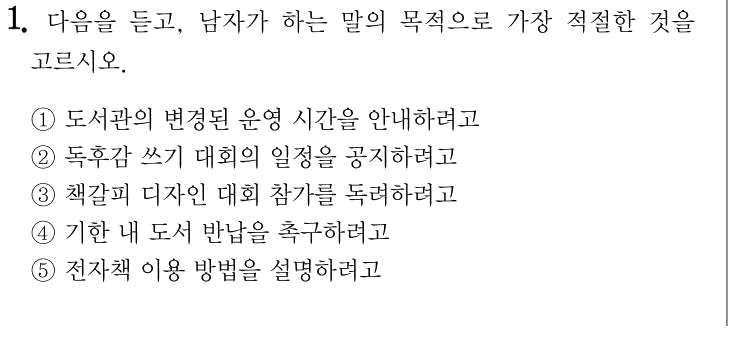 1. 다음을 듣고, 남자가 하는 말의 목적으로 가장 적절한 것을
고르시오.
① 도서관의 변경된 운영 시간을 안내하려고
② 독후감 쓰기 대회의 일정을 공지하려고
③ 책갈피 디자인 대회 참가를 독려하려고
④ 기한 내 도서 반납을 촉구하려고
⑤ 전자책 이용 방법을 설명하려고